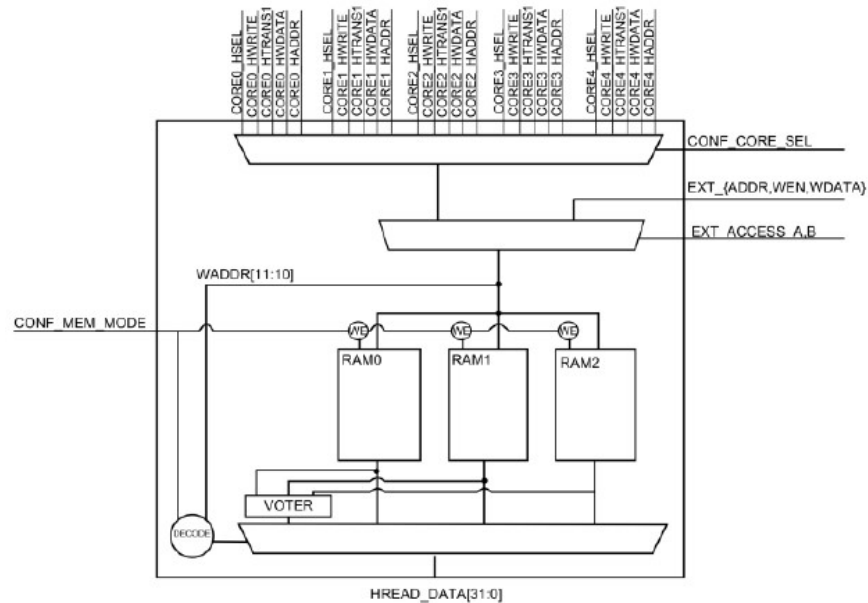 CORE0_HSEL
CORE0_HWRITE
CORE0_HTRANS1
CORE0_HWDATA
CORE0_HADDR
CORE1_HSEL
CORE1_HWRITE
CORE1_HTRANS1
CORE1_HWDATA
CORE1_HADDR
CORE2_HSEL
CORE2_HWRITE
CORE2_HTRANS1
CORE2_HWDATA
CORE2_HADDR
CORE3_HSEL
CORE3_HWRITE
CORE3_HTRANS1
CORE3_HWDATA
CORE3_HADDR
CORE4_HSEL
CORE4_HWRITE
CORE4_HTRANS1
CORE4_HWDATA
CORE4_HADDR
CONF_CORE_SEL
EXT_{ADDR,WEN,WDATA}
EXT_ACCESS_A,B
WADDR[11:10]
CONF_MEM_MODE
WE
WE
WE
RAM0
RAM1
RAM2
VOTER
DECODE
HREAD_DATA[31:0]